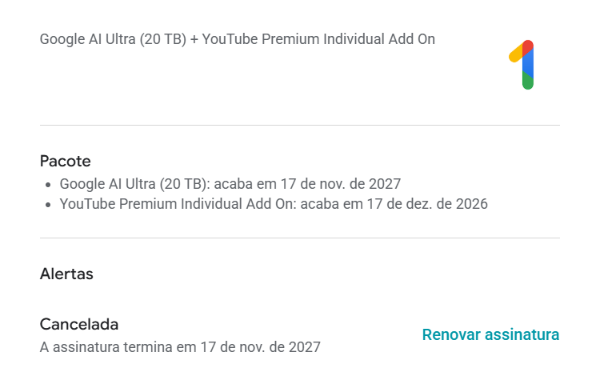 Google AI Ultra (20 TB) + YouTube Premium Individual Add On
Pacote
• Google AI Ultra (20 TB): acaba em 17 de nov. de 2027
• YouTube Premium Individual Add On: acaba em 17 de dez. de 2026
Alertas
Cancelada
A assinatura termina em 17 de nov. de 2027
Renovar assinatura